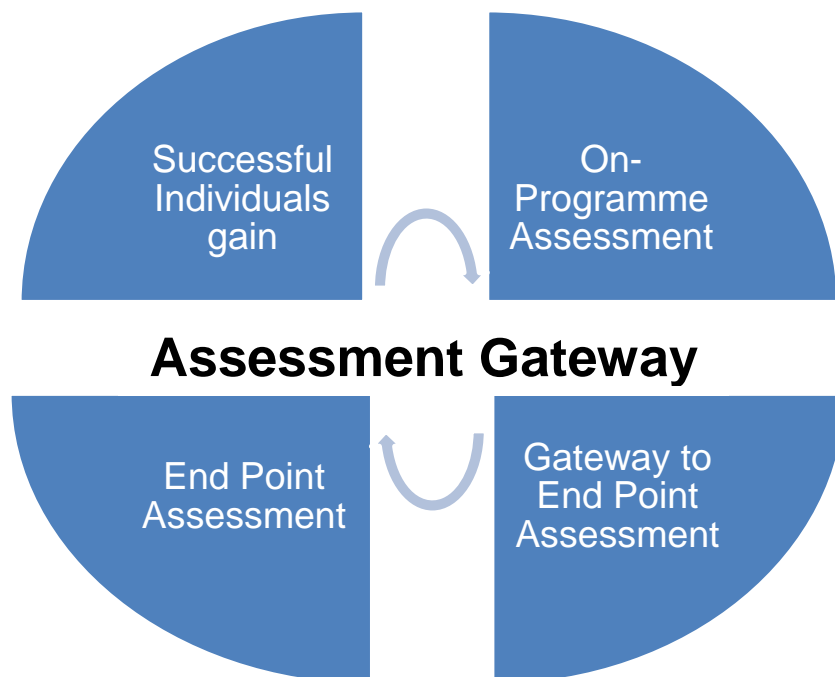 Successful
Individuals
gain
On-
Programme
Assessment
Assessment Gateway
End Point
Assessment
Gateway to
End Point
Assessment